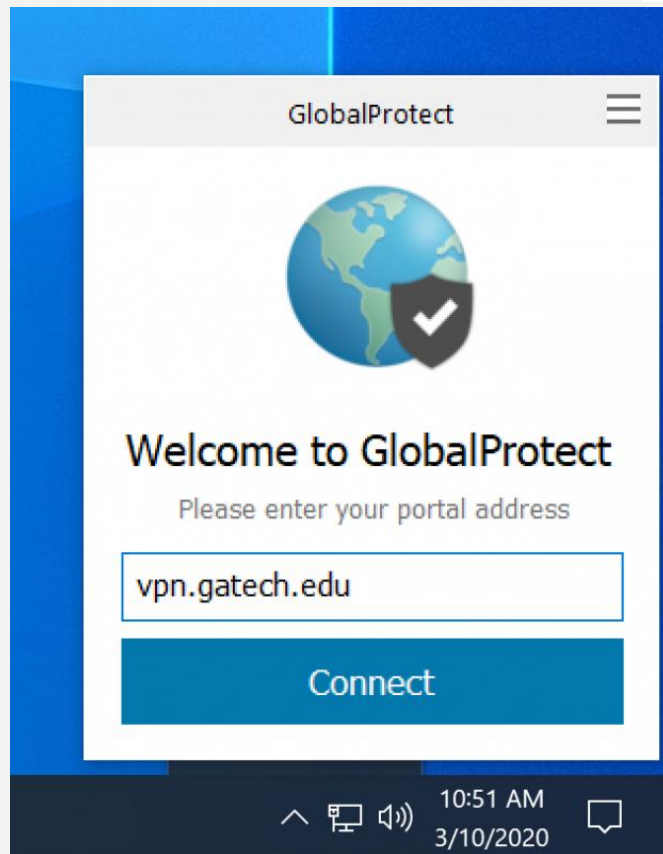 GlobalProtect
Welcome to GlobalProtect
Please enter your portal address
vpn.gatech.edu
Connect
10:51 AM
3/10/2020